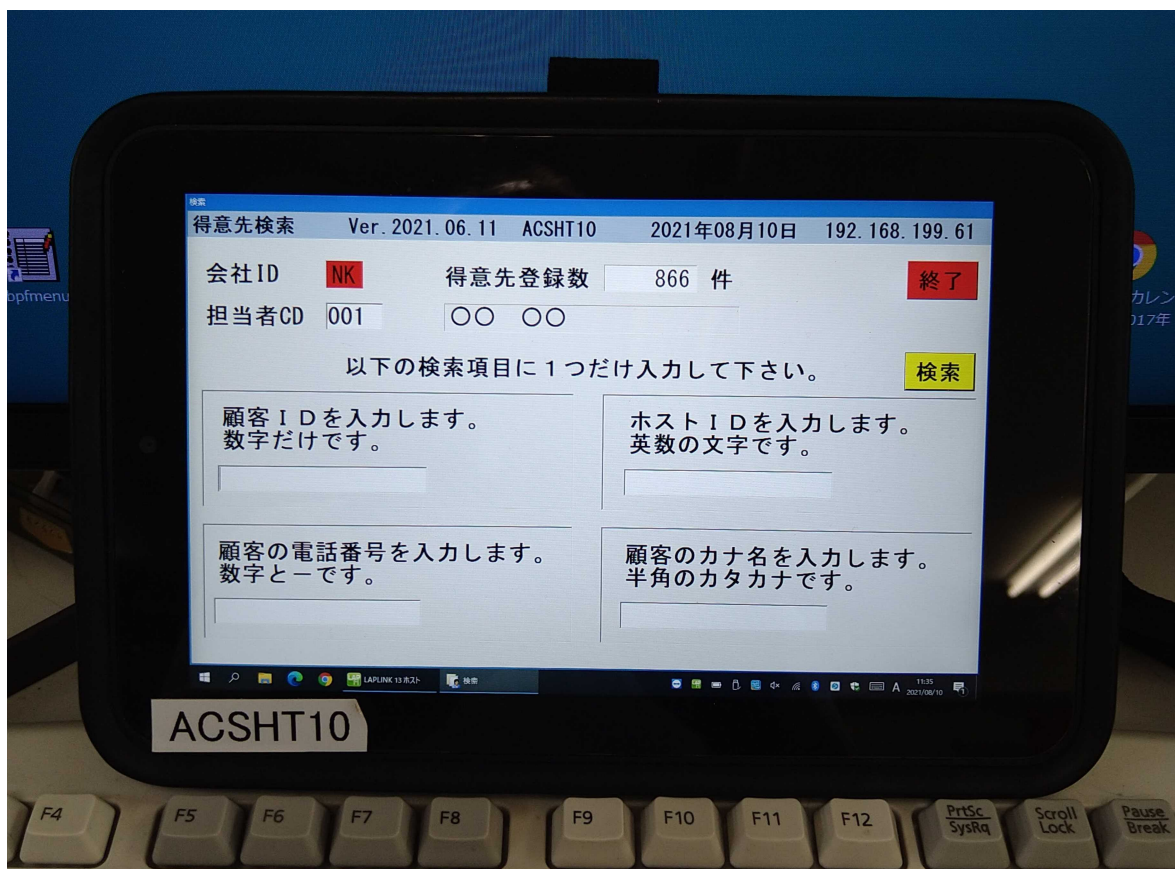 検索
得意先検索 Ver.2021.06.11 ACSHT10 2021年08月10日 192.168.199.61
会社ID NK 得意先登録数 866 件 終了
担当者CD 001 〇〇 〇〇
以下の検索項目に1つだけ入力して下さい。 検索
顧客IDを入力します。
数字だけです。
ホストIDを入力します。
英数の文字です。
顧客の電話番号を入力します。
数字とーです。
顧客のカナ名を入力します。
半角のカタカナです。
LAPLINK 13 ホスト 検索 A 11:35
2021/08/10
ACSHT10
opfmenu
カレン
017年
F4 F5 F6 F7 F8 F9 F10 F11 F12 PrtSc Scroll Pause
SysRq Lock Break